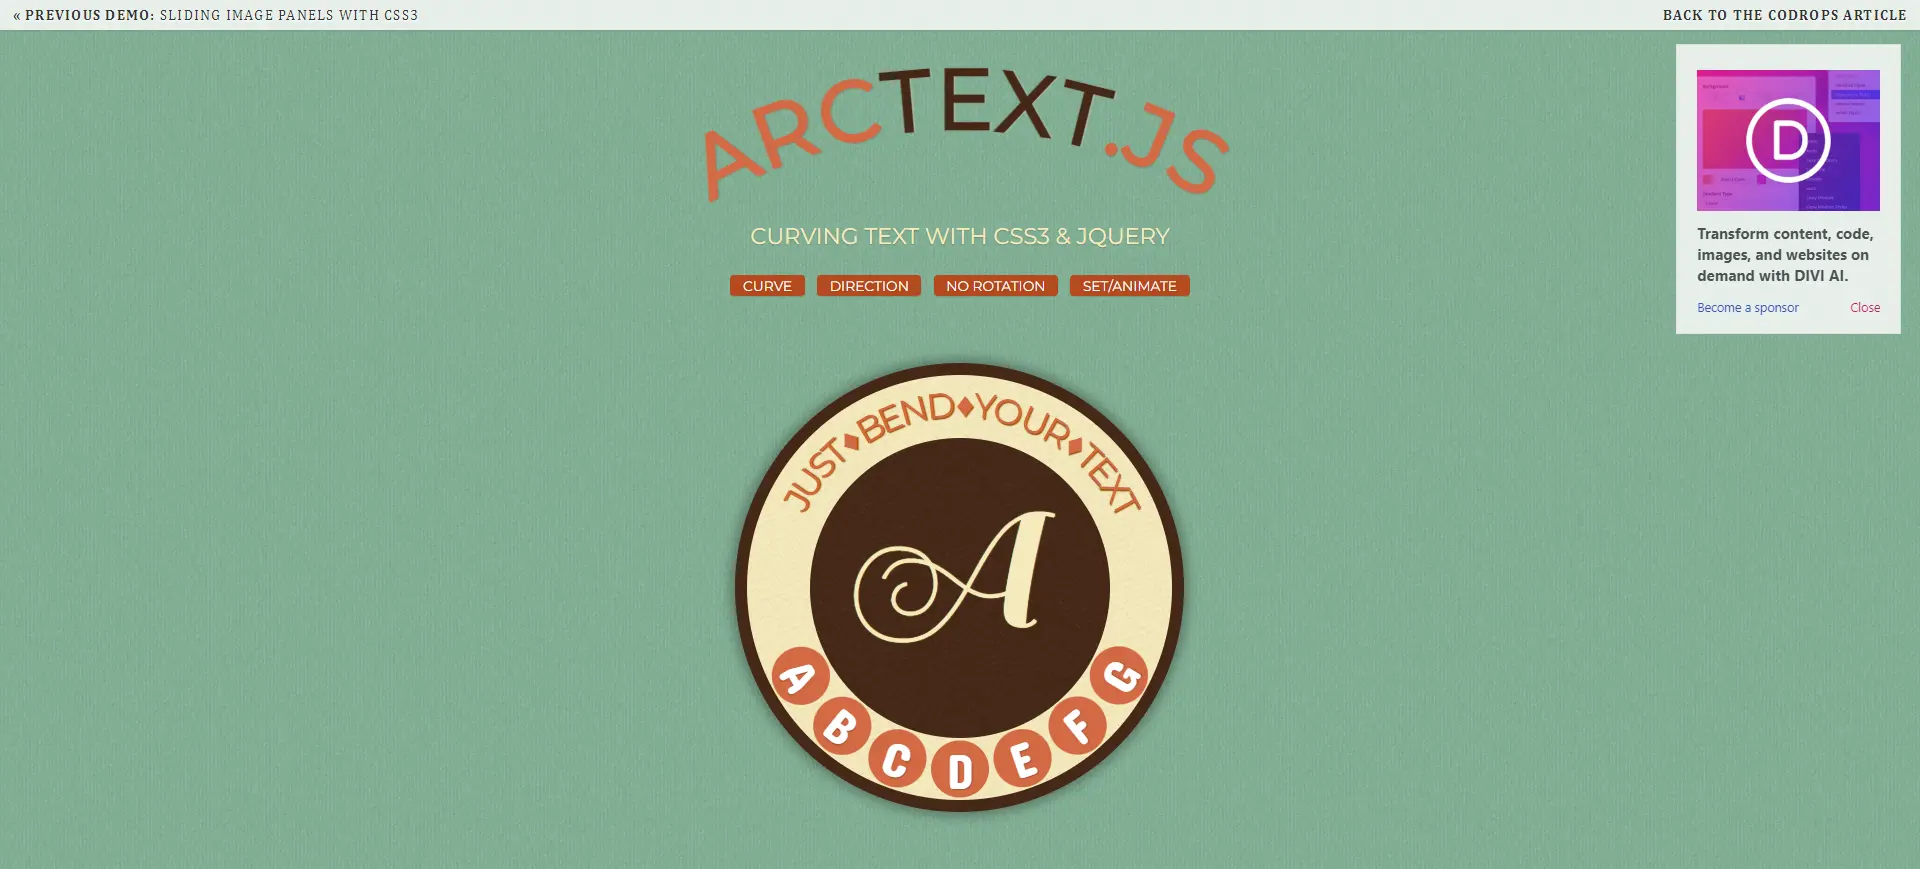 « PREVIOUS DEMO: SLIDING IMAGE PANELS WITH CSS3
BACK TO THE CODROPS ARTICLE
ARCTEXT.JS
CURVING TEXT WITH CSS3 & JQUERY
CURVE
DIRECTION
NO ROTATION
SET/ANIMATE
D
Transform content, code,
images, and websites on
demand with DIVI AI.
Become a sponsor
Close
JUST♦BEND♦YOUR♦TEXT
A
A
B
C
D
E
F
G